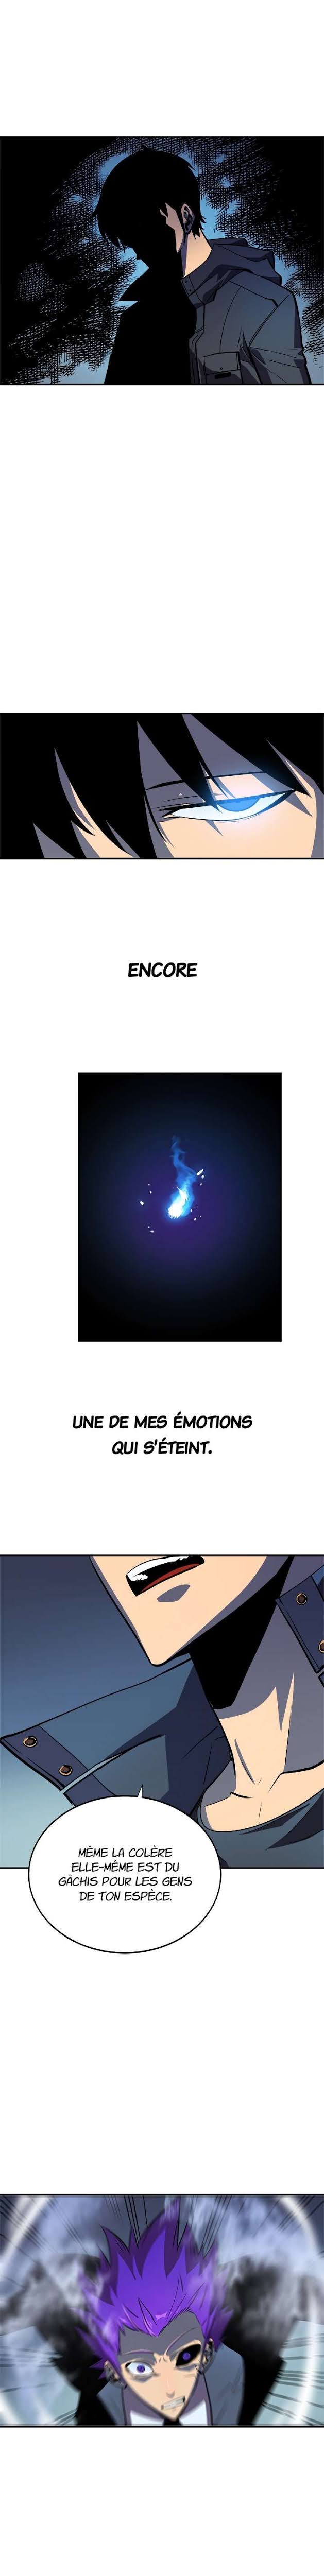 ENCORE
UNE DE MES ÉMOTIONS
QUI S'ÉTEINT.
MÊME LA COLÈRE
ELLE-MÊME EST DU
GÂCHIS POUR LES GENS
DE TON ESPÈCE.